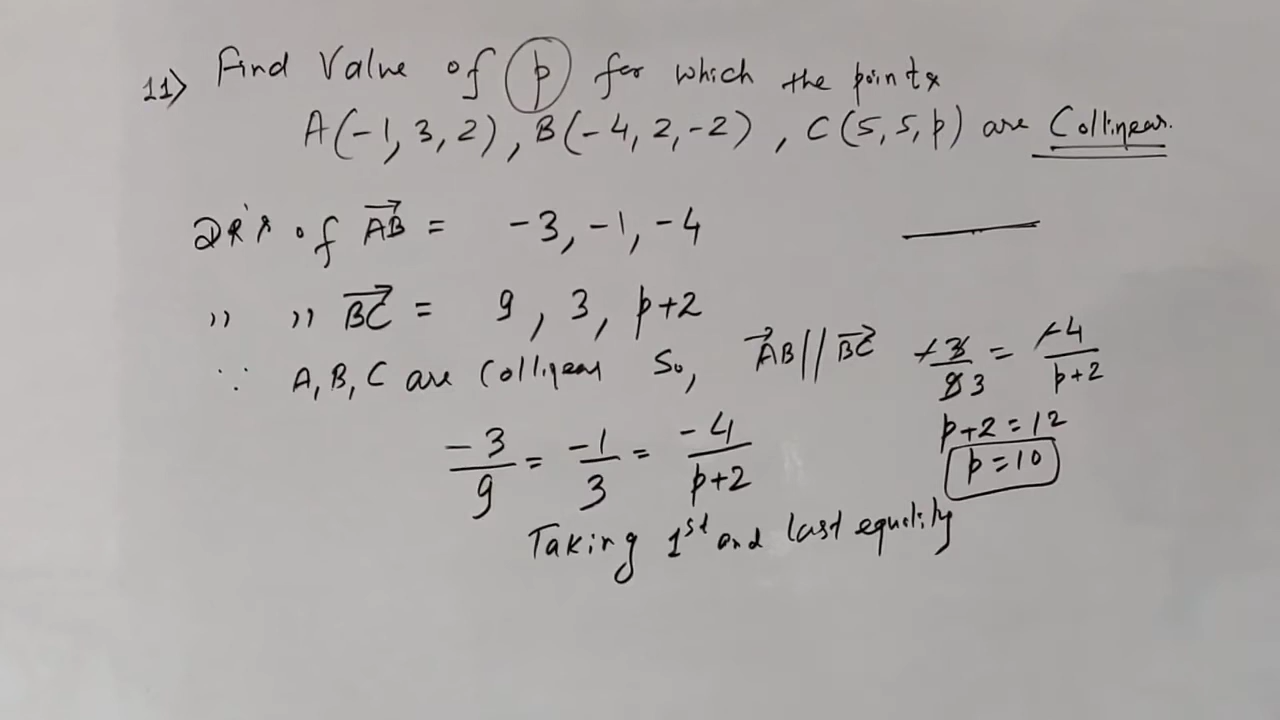 11) Find Value of p for which the points
A(-1, 3, 2), B(-4, 2, -2), C(5, 5, p) are Collinear.
DR's of AB = -3, -1, -4
,, ,, BC = 9, 3, p+2
∵ A, B, C are Collinear So, AB//BC
-3/9 = -1/3 = -4/p+2
Taking 1st and last equality
-3/9 3 = -4/p+2
p+2 = 12
p = 10